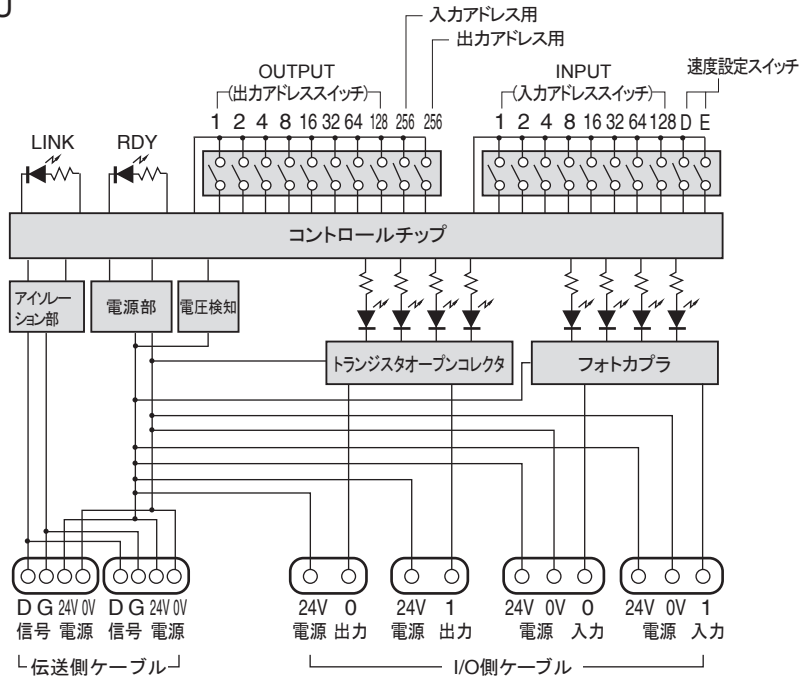 入力アドレス用
出力アドレス用
OUTPUT
(出力アドレススイッチ)
INPUT
(入力アドレススイッチ)
速度設定スイッチ
1 2 4 8 16 32 64 128 256 256
1 2 4 8 16 32 64 128 D E
LINK RDY
コントロールチップ
アイソレー
ション部
電源部
電圧検知
トランジスタオープンコレクタ
フォトカプラ
D G 24V 0V D G 24V 0V
信号 電源 信号 電源
24V 0 24V 1 24V 0V 0 24V 0V 1
電源 出力 電源 出力 電源 入力 電源 入力
伝送側ケーブル
I/O側ケーブル